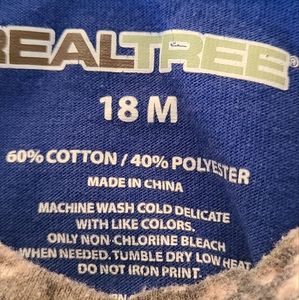 REALTREE®
18 M
60% COTTON / 40% POLYESTER
MADE IN CHINA
MACHINE WASH COLD DELICATE
WITH LIKE COLORS.
ONLY NON-CHLORINE BLEACH
WHEN NEEDED. TUMBLE DRY LOW HEAT
DO NOT IRON PRINT.